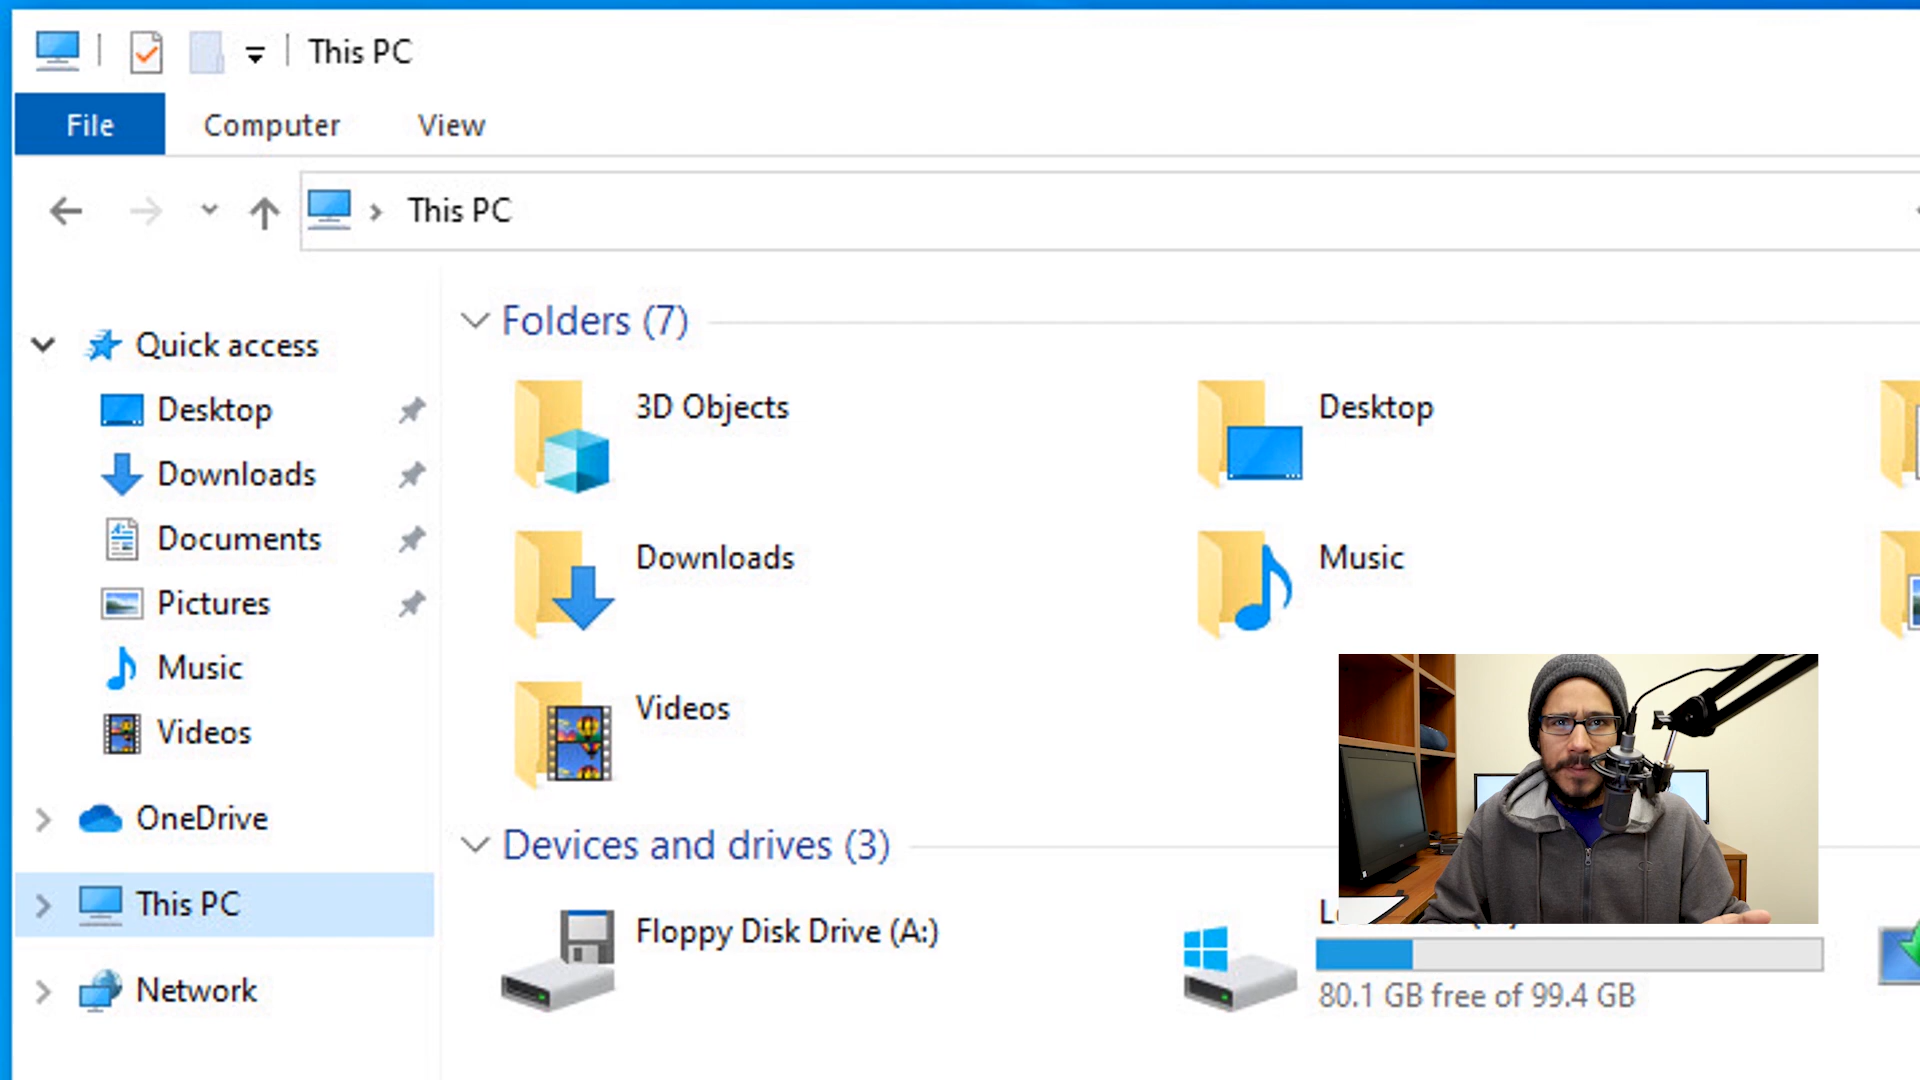 This PC
File Computer View
This PC
Quick access
Desktop
Downloads
Documents
Pictures
Music
Videos
OneDrive
This PC
Network
Folders (7)
3D Objects
Desktop
Downloads
Music
Videos
Devices and drives (3)
Floppy Disk Drive (A:)
80.1 GB free of 99.4 GB